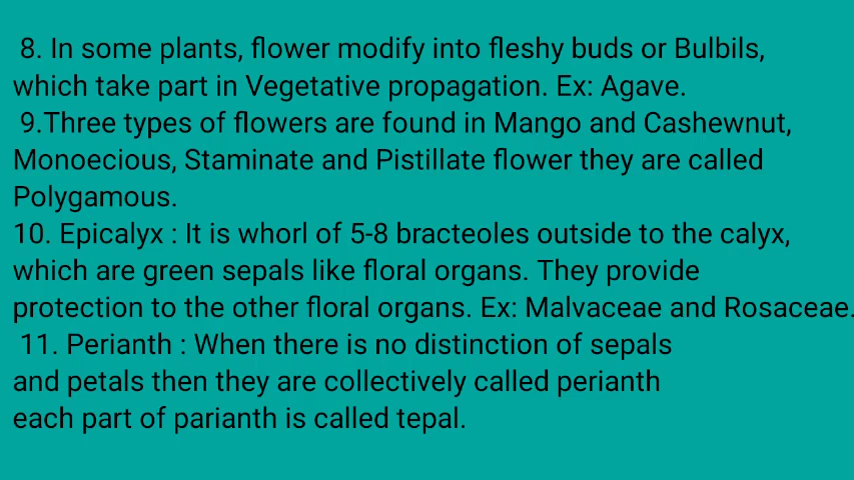 8. In some plants, flower modify into fleshy buds or Bulbils,
which take part in Vegetative propagation. Ex: Agave.
9.Three types of flowers are found in Mango and Cashewnut,
Monoecious, Staminate and Pistillate flower they are called
Polygamous.
10. Epicalyx : It is whorl of 5-8 bracteoles outside to the calyx,
which are green sepals like floral organs. They provide
protection to the other floral organs. Ex: Malvaceae and Rosaceae.
11. Perianth : When there is no distinction of sepals
and petals then they are collectively called perianth
each part of parianth is called tepal.